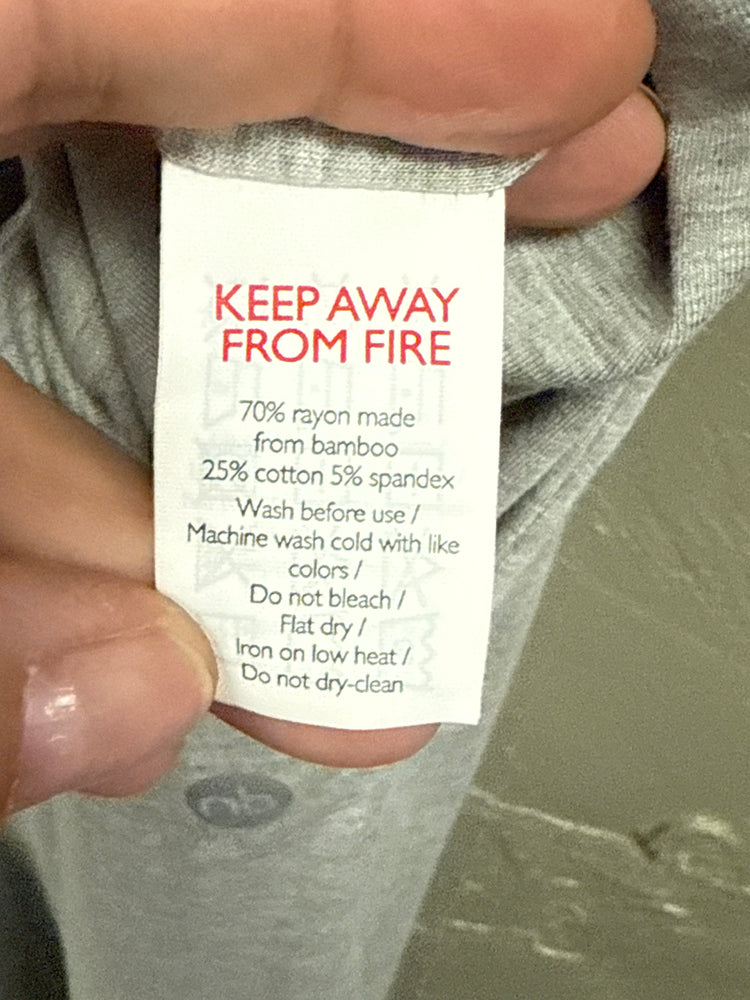 KEEP AWAY
FROM FIRE
70% rayon made
from bamboo
25% cotton 5% spandex
Wash before use /
Machine wash cold with like
colors /
Do not bleach /
Flat dry /
Iron on low heat /
Do not dry-clean